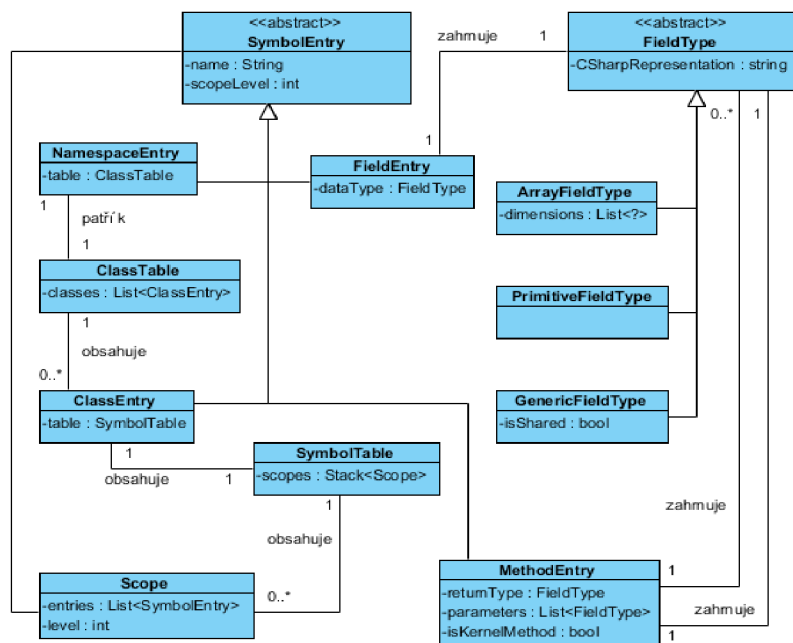 <<abstract>>
SymbolEntry
-name : String
-scopeLevel : int
zahrnuje
1
<<abstract>>
FieldType
-CSharpRepresentation : string
0..*
1
1
NamespaceEntry
-table : ClassTable
1
FieldEntry
-dataType : FieldType
ArrayFieldType
-dimensions : List<?>
patřík
1
ClassTable
-classes : List<ClassEntry>
1
PrimitiveFieldType
obsahuje
0..*
ClassEntry
-table : SymbolTable
1
GenericFieldType
-isShared : bool
SymbolTable
-scopes : Stack<Scope>
obsahuje
1
1
zahrnuje
obsahuje
Scope
-entries : List<SymbolEntry>
-level : int
0..*
MethodEntry
-returnType : FieldType
-parameters : List<FieldType>
-isKernelMethod : bool
1
zahrnuje
1